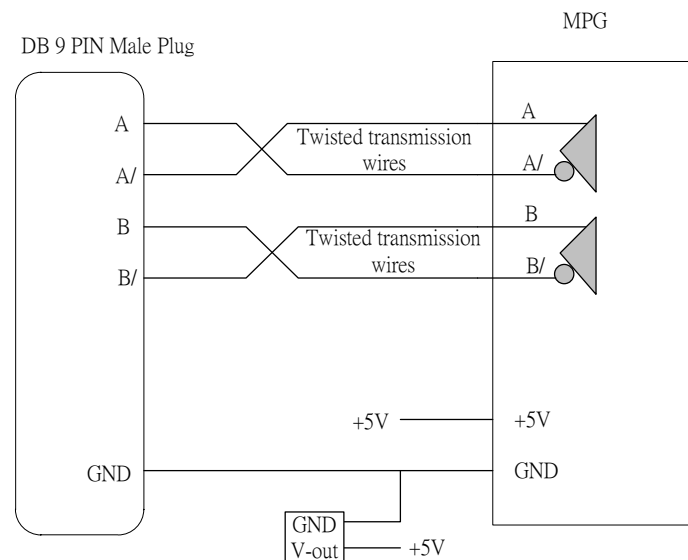 MPG
DB 9 PIN Male Plug
A
A/
B
B/
GND
Twisted transmission
wires
Twisted transmission
wires
A
A/
B
B/
+5V
+5V
GND
GND
V-out
+5V